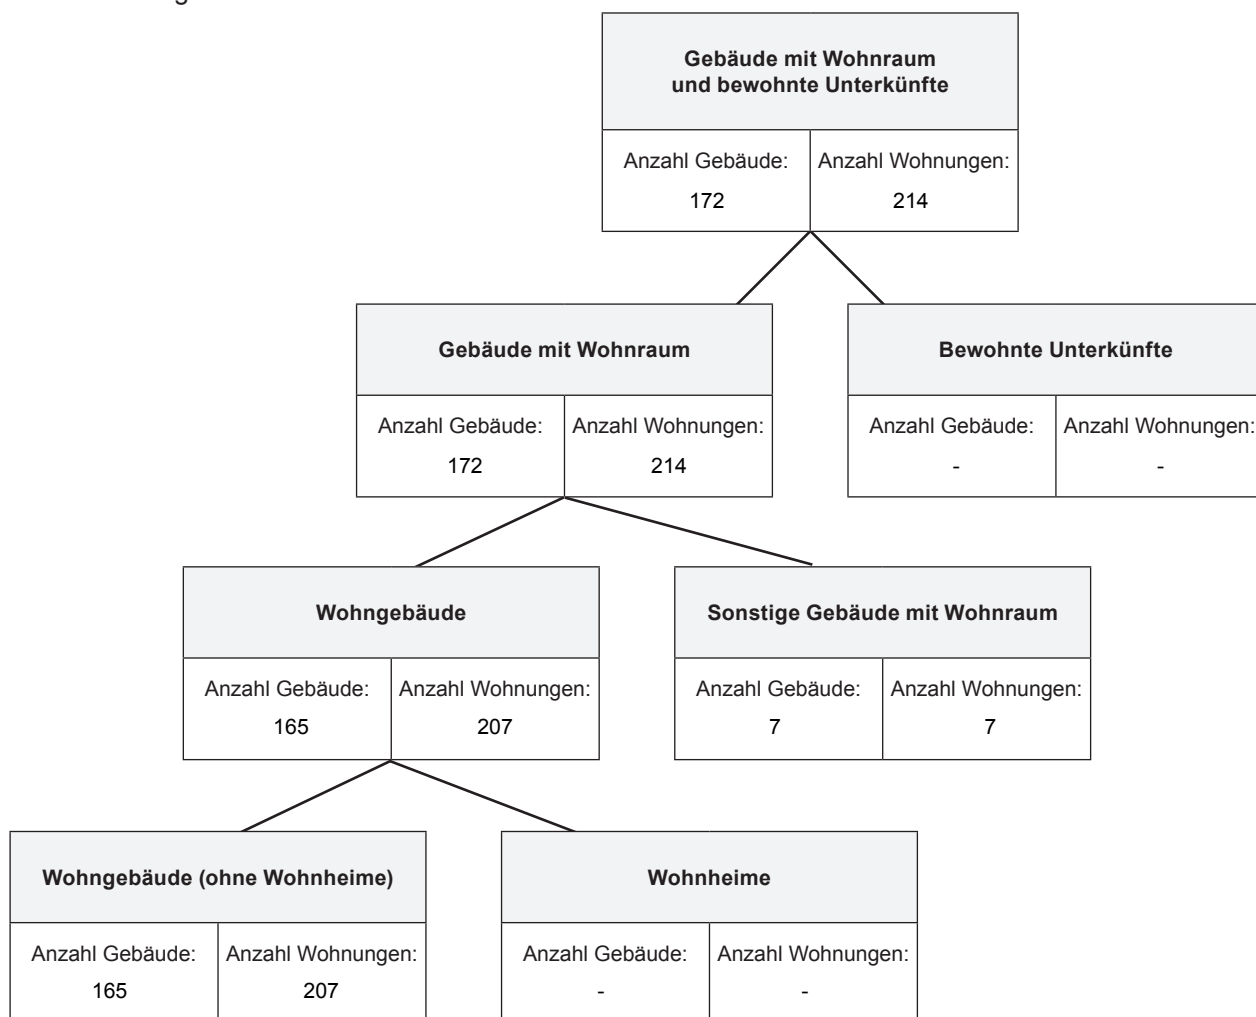 Gebäude mit Wohnraum
und bewohnte Unterkünfte
Anzahl Gebäude: Anzahl Wohnungen:
172 214
Gebäude mit Wohnraum
Bewohnte Unterkünfte
Anzahl Gebäude: Anzahl Wohnungen:
172 214
Anzahl Gebäude: Anzahl Wohnungen:
- -
Wohngebäude
Sonstige Gebäude mit Wohnraum
Anzahl Gebäude: Anzahl Wohnungen:
165 207
Anzahl Gebäude: Anzahl Wohnungen:
7 7
Wohngebäude (ohne Wohnheime)
Wohnheime
Anzahl Gebäude: Anzahl Wohnungen:
165 207
Anzahl Gebäude: Anzahl Wohnungen:
- -